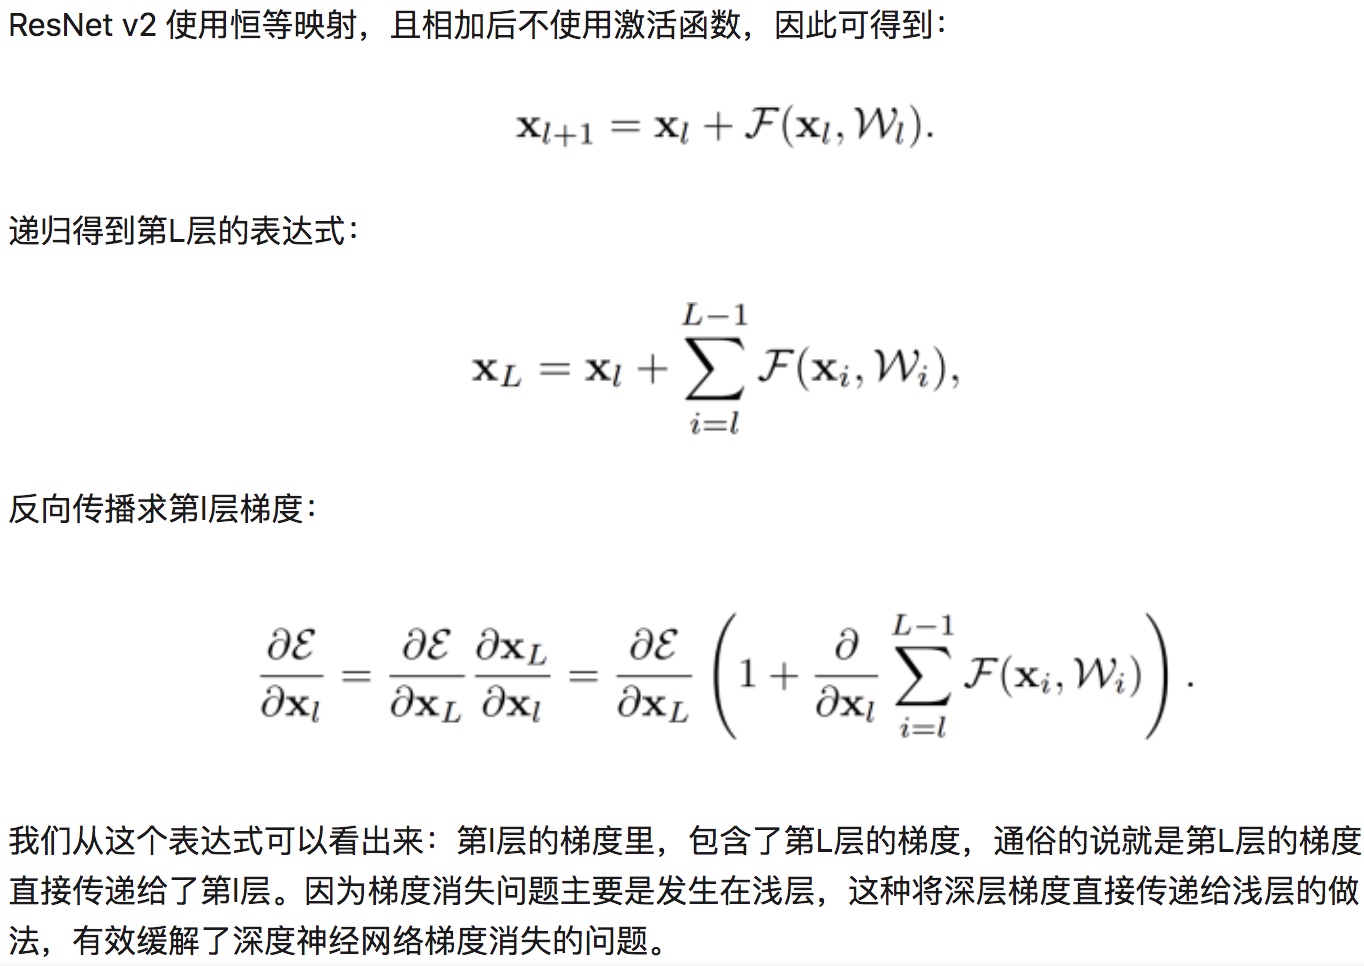 ResNet v2 使用恒等映射，且相加后不使用激活函数，因此可得到：
$\mathbf{x}_{l+1} = \mathbf{x}_l + \mathcal{F}(\mathbf{x}_l, \mathcal{W}_l).$
递归得到第L层的表达式：
$\mathbf{x}_L = \mathbf{x}_l + \sum_{i=l}^{L-1} \mathcal{F}(\mathbf{x}_i, \mathcal{W}_i),$
反向传播求第l层梯度：
$\frac{\partial \mathcal{E}}{\partial \mathbf{x}_l} = \frac{\partial \mathcal{E}}{\partial \mathbf{x}_L} \frac{\partial \mathbf{x}_L}{\partial \mathbf{x}_l} = \frac{\partial \mathcal{E}}{\partial \mathbf{x}_L} \left( 1 + \frac{\partial}{\partial \mathbf{x}_l} \sum_{i=l}^{L-1} \mathcal{F}(\mathbf{x}_i, \mathcal{W}_i) \right).$
我们从这个表达式可以看出来：第l层的梯度里，包含了第L层的梯度，通俗的说就是第L层的梯度
直接传递给了第l层。因为梯度消失问题主要是发生在浅层，这种将深层梯度直接传递给浅层的做
法，有效缓解了深度神经网络梯度消失的问题。